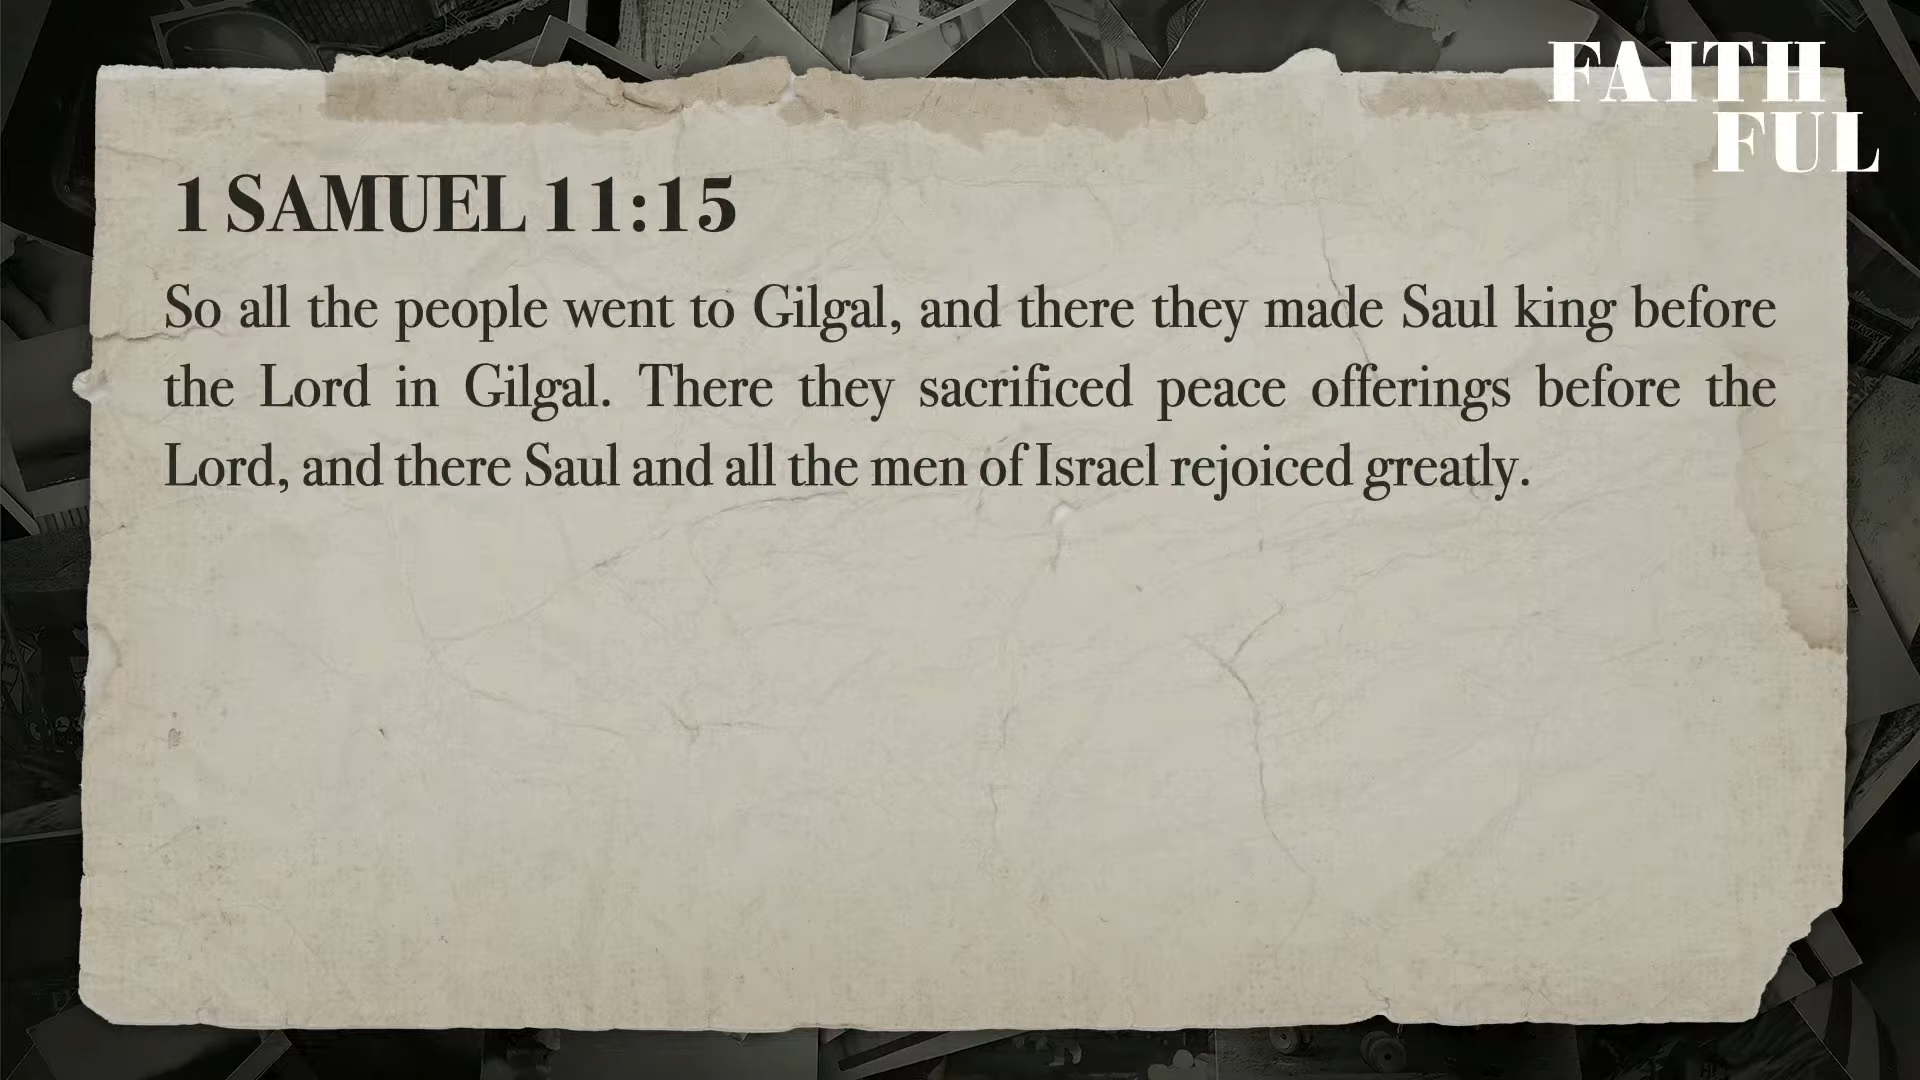 FAITH
FUL
1 SAMUEL 11:15
So all the people went to Gilgal, and there they made Saul king before
the Lord in Gilgal. There they sacrificed peace offerings before the
Lord, and there Saul and all the men of Israel rejoiced greatly.